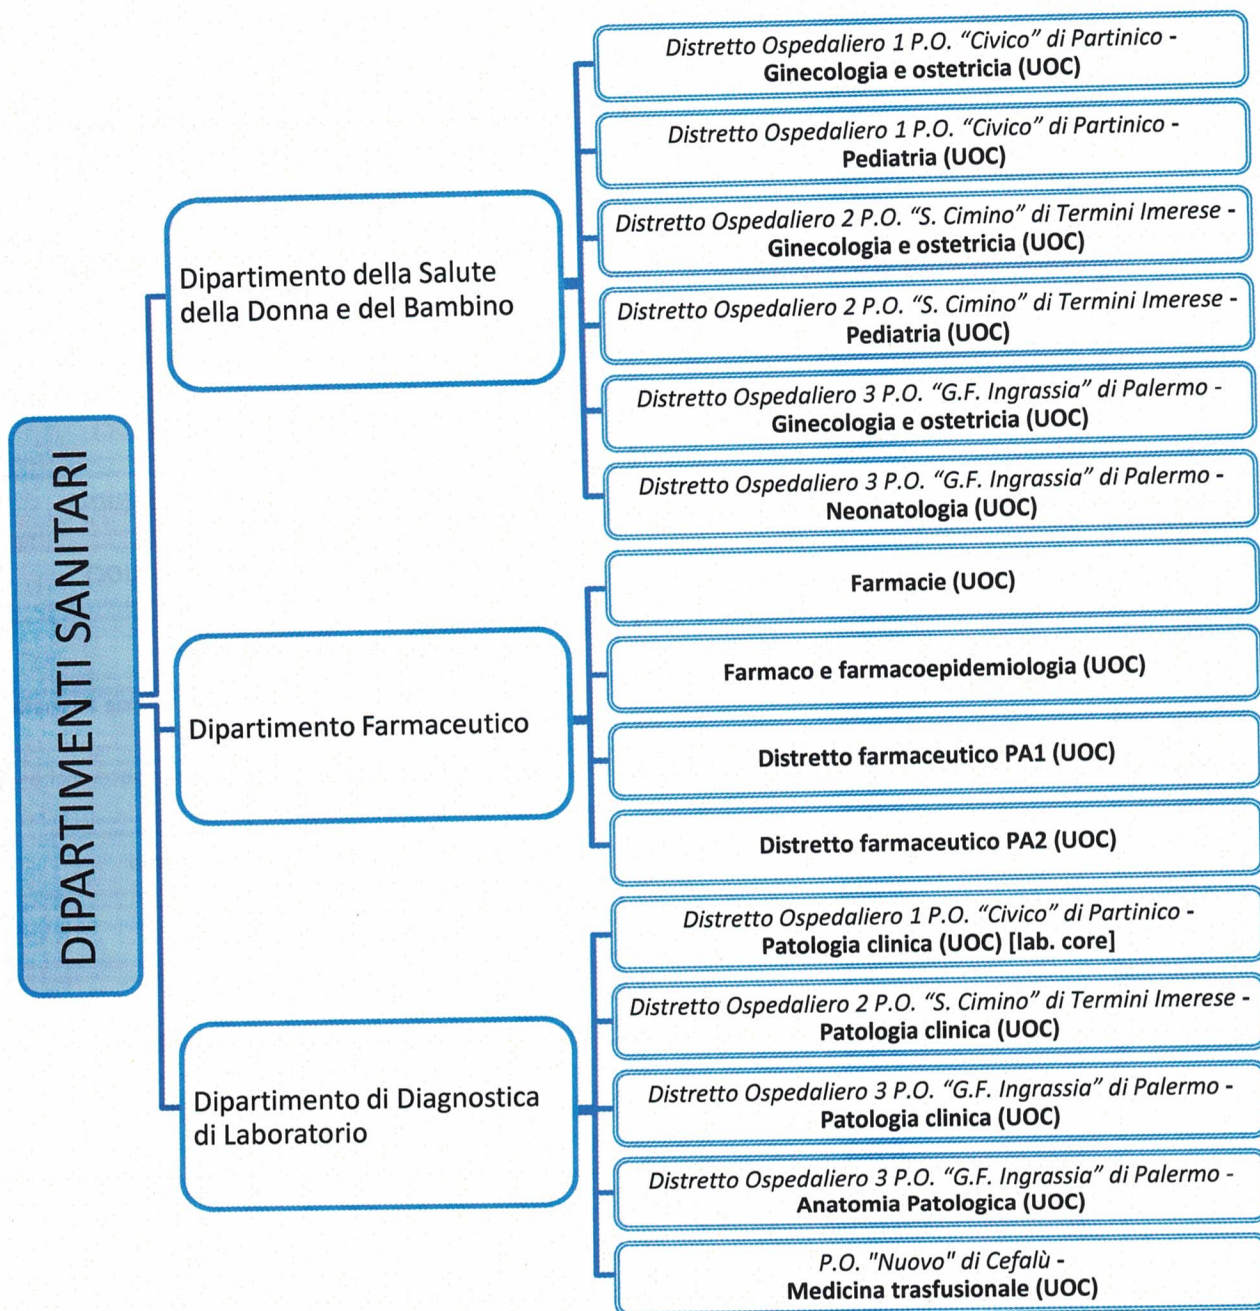 DIPARTIMENTI SANITARI
Dipartimento della Salute
della Donna e del Bambino
Distretto Ospedaliero 1 P.O. “Civico” di Partinico -
Ginecologia e ostetricia (UOC)
Distretto Ospedaliero 1 P.O. “Civico” di Partinico -
Pediatria (UOC)
Distretto Ospedaliero 2 P.O. “S. Cimino” di Termini Imerese -
Ginecologia e ostetricia (UOC)
Distretto Ospedaliero 2 P.O. “S. Cimino” di Termini Imerese -
Pediatria (UOC)
Distretto Ospedaliero 3 P.O. “G.F. Ingrassia” di Palermo -
Ginecologia e ostetricia (UOC)
Distretto Ospedaliero 3 P.O. “G.F. Ingrassia” di Palermo -
Neonatologia (UOC)
Dipartimento Farmaceutico
Farmacie (UOC)
Farmaco e farmacoepidemiologia (UOC)
Distretto farmaceutico PA1 (UOC)
Distretto farmaceutico PA2 (UOC)
Dipartimento di Diagnostica
di Laboratorio
Distretto Ospedaliero 1 P.O. “Civico” di Partinico -
Patologia clinica (UOC) [lab. core]
Distretto Ospedaliero 2 P.O. “S. Cimino” di Termini Imerese -
Patologia clinica (UOC)
Distretto Ospedaliero 3 P.O. “G.F. Ingrassia” di Palermo -
Patologia clinica (UOC)
Distretto Ospedaliero 3 P.O. “G.F. Ingrassia” di Palermo -
Anatomia Patologica (UOC)
P.O. "Nuovo" di Cefalù -
Medicina trasfusionale (UOC)